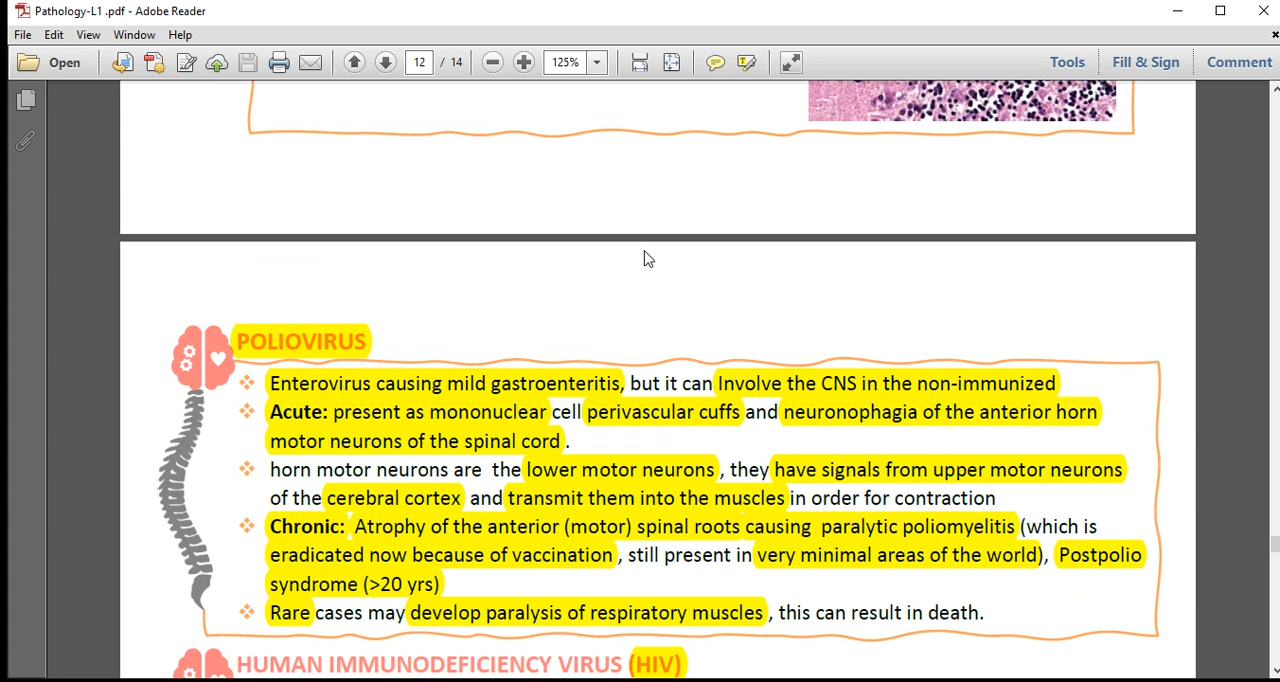 Pathology-L1 .pdf - Adobe Reader
File Edit View Window Help
Open 12 / 14 125% Tools Fill & Sign Comment
POLIOVIRUS
Enterovirus causing mild gastroenteritis, but it can Involve the CNS in the non-immunized
Acute: present as mononuclear cell perivascular cuffs and neuronophagia of the anterior horn
motor neurons of the spinal cord .
horn motor neurons are the lower motor neurons , they have signals from upper motor neurons
of the cerebral cortex and transmit them into the muscles in order for contraction
Chronic: Atrophy of the anterior (motor) spinal roots causing paralytic poliomyelitis (which is
eradicated now because of vaccination , still present in very minimal areas of the world), Postpolio
syndrome (>20 yrs)
Rare cases may develop paralysis of respiratory muscles , this can result in death.
HUMAN IMMUNODEFICIENCY VIRUS (HIV)